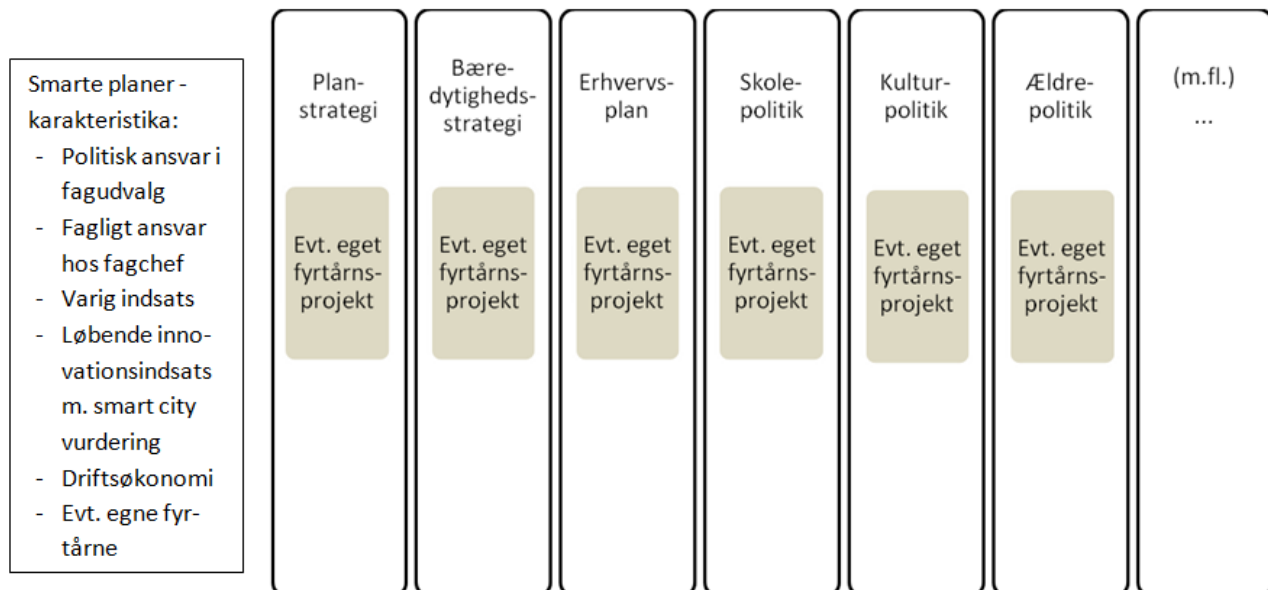 Smarte planer -
karakteristika:
- Politisk ansvar i
fagudvalg
- Fagligt ansvar
hos fagchef
- Varig indsats
- Løbende inno-
vationsindsats
m. smart city
vurdering
- Driftsøkonomi
- Evt. egne fyr-
tårne
Plan-
strategi
Evt. eget
fyrtårns-
projekt
Bære-
dytigheds-
strategi
Evt. eget
fyrtårns-
projekt
Erhvervs-
plan
Evt. eget
fyrtårns-
projekt
Skole-
politik
Evt. eget
fyrtårns-
projekt
Kultur-
politik
Evt. eget
fyrtårns-
projekt
Ældre-
politik
Evt. eget
fyrtårns-
projekt
(m.fl.)
...